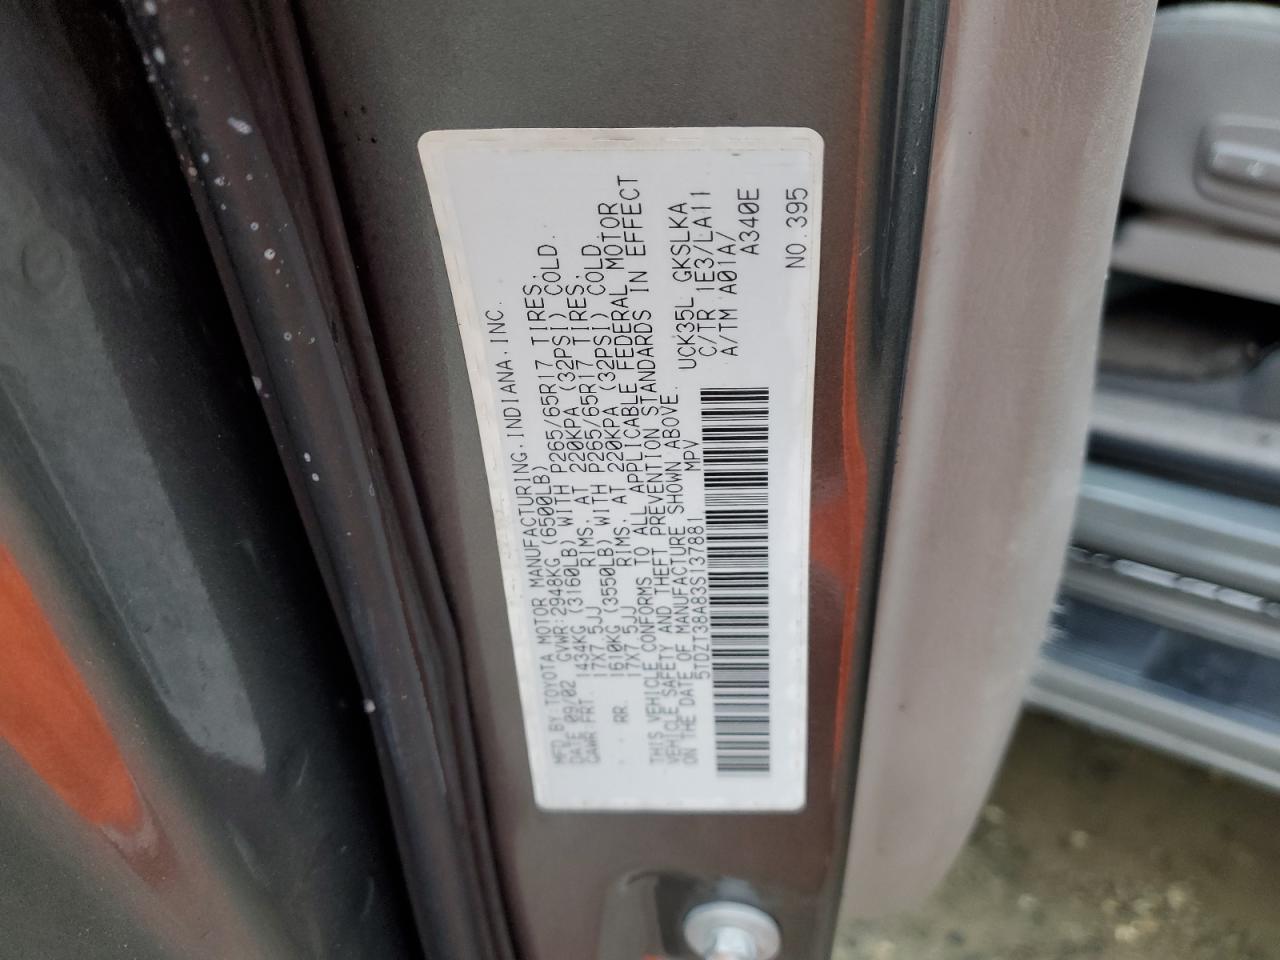 MFD.BY:TOYOTA MOTOR MANUFACTURING.INDIANA.INC.
DATE 09/02 GVWR:2948KG (6500LB)
GAWR FRT. 1434KG (3160LB) WITH P265/65R17 TIRES.
17X7.5JJ RIMS, AT 220KPA (32PSI) COLD.
RR. 1610KG (3550LB) WITH P265/65R17 TIRES.
17X7.5JJ RIMS, AT 220KPA (32PSI) COLD
THIS VEHICLE CONFORMS TO ALL APPLICABLE FEDERAL MOTOR
VEHICLE SAFETY AND THEFT PREVENTION STANDARDS IN EFFECT
ON THE DATE OF MANUFACTURE SHOWN ABOVE.
5TDZT38A83S137881 MPV
UCK35L GKSLKA
C/TR 1E3/LA11
A/TM A01A/
A340E
NO.395